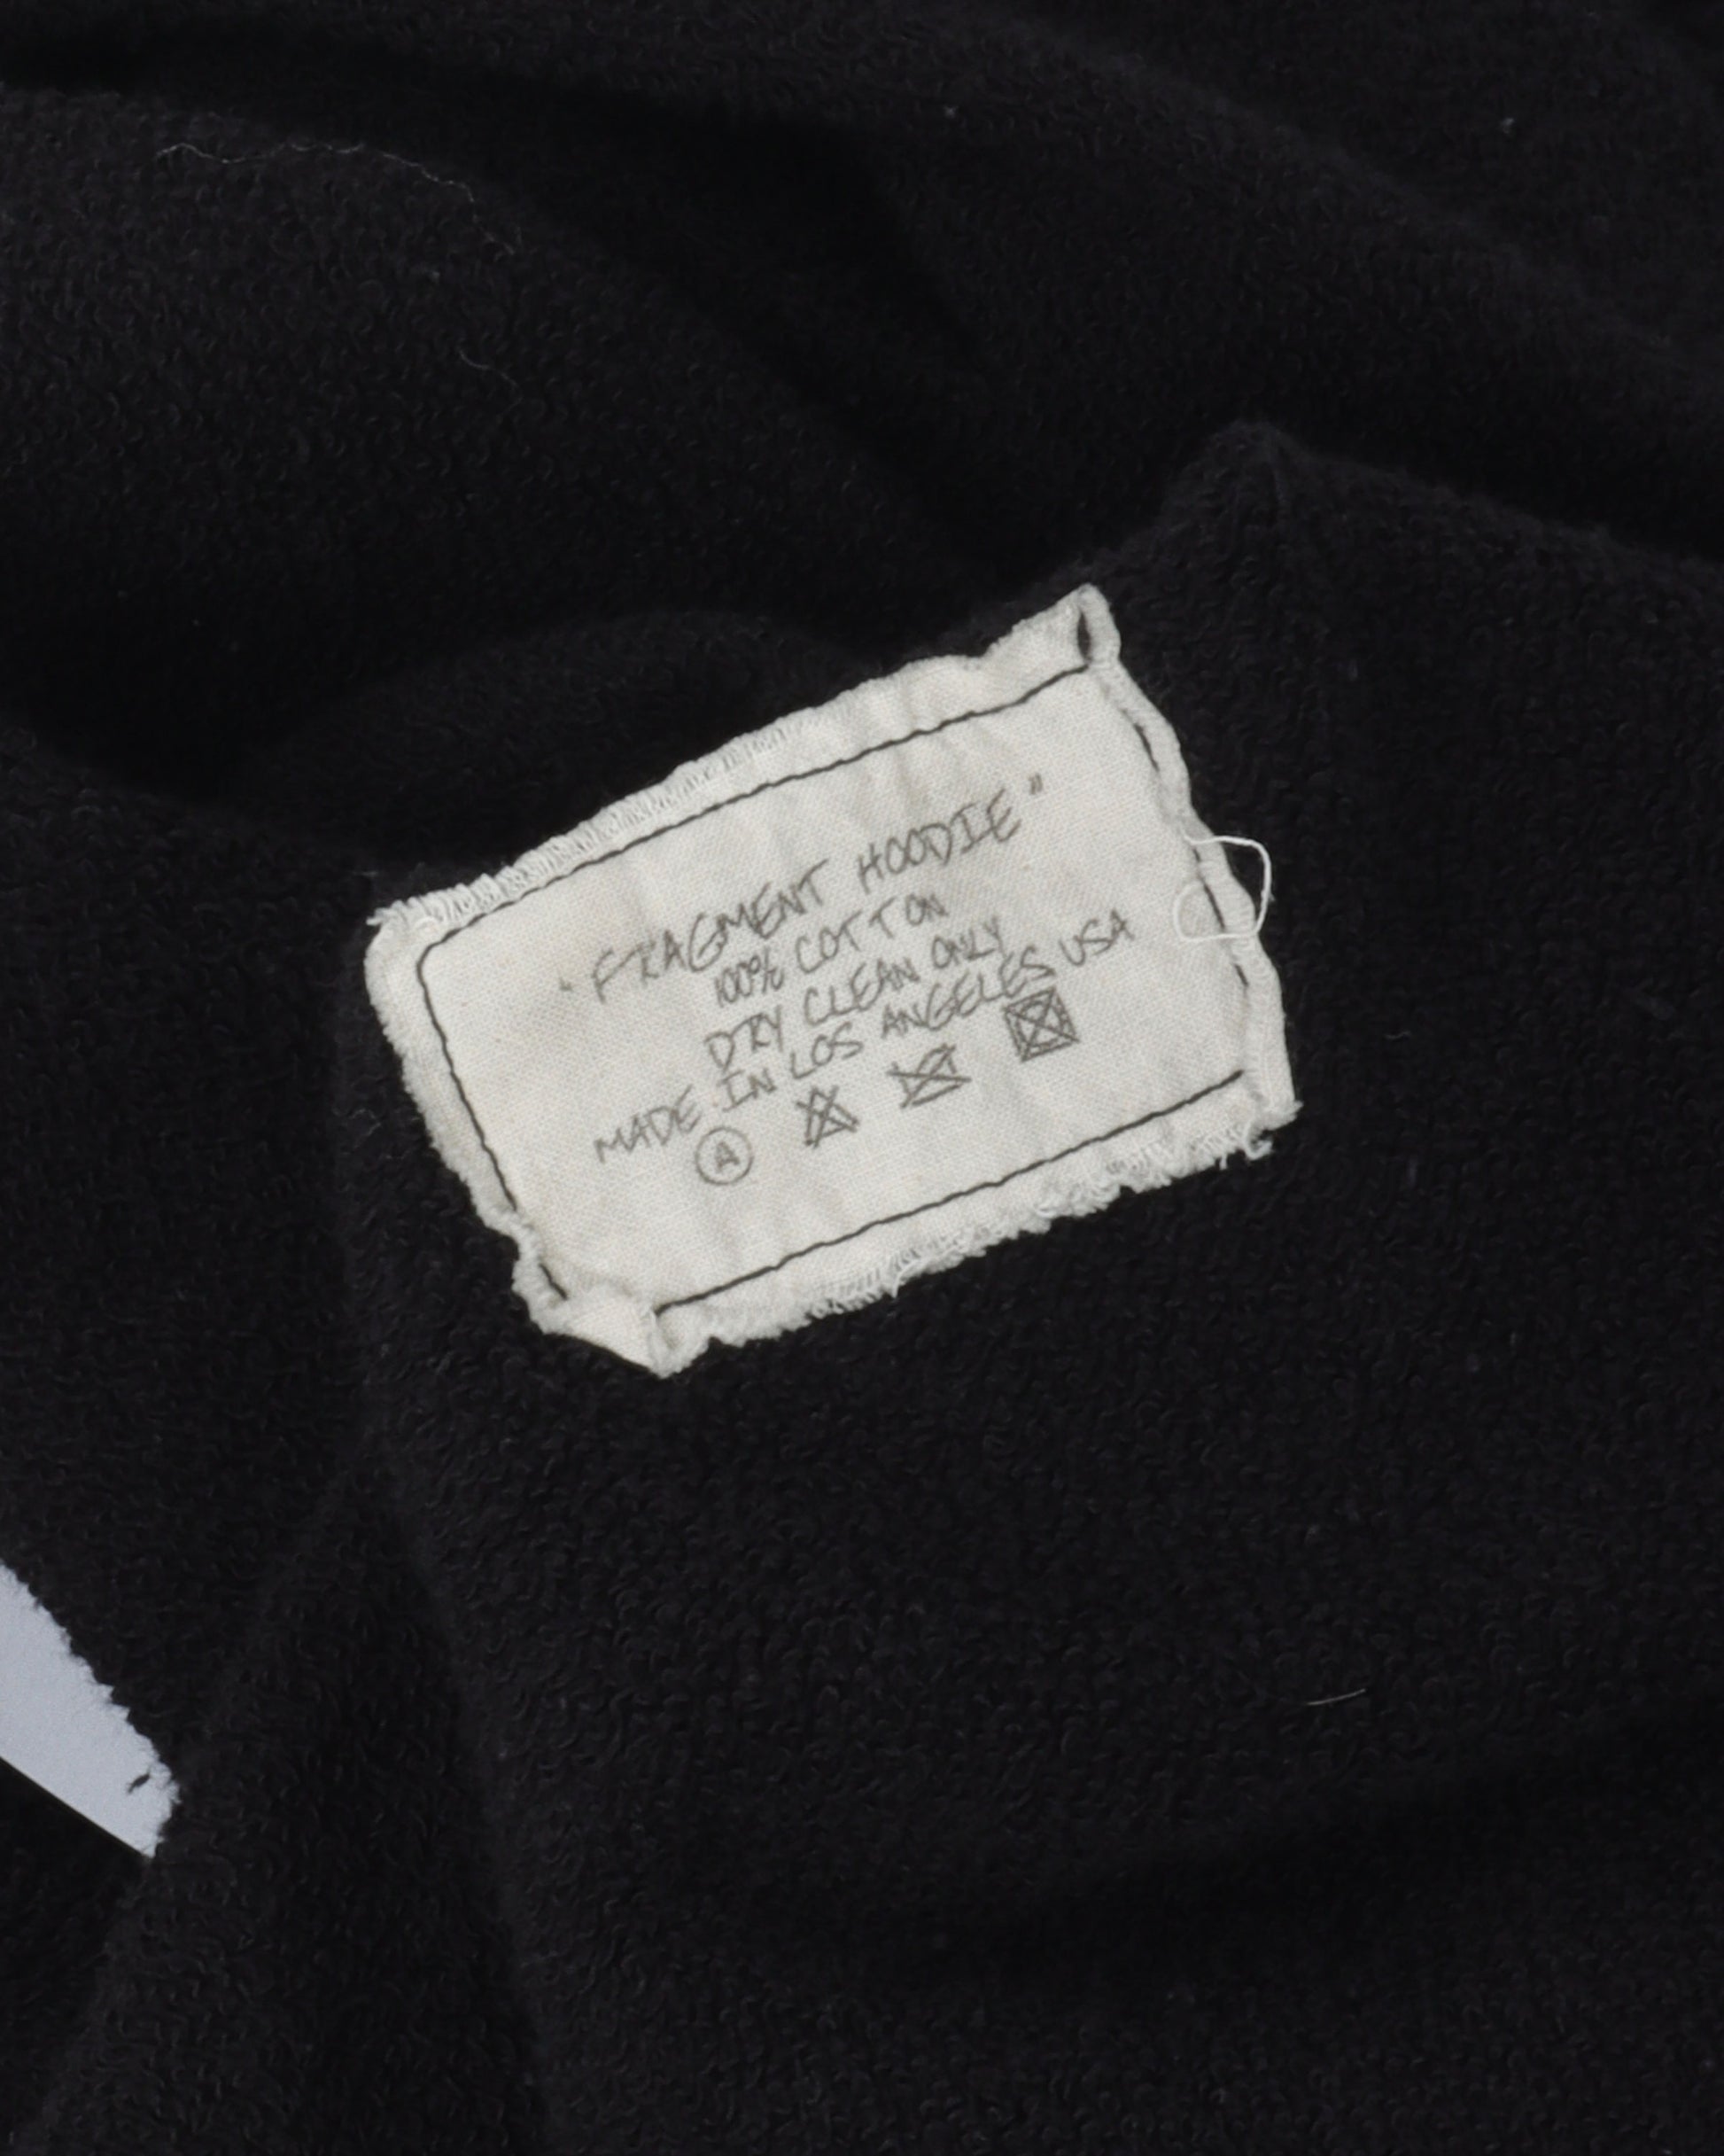 "FRAGMENT HOODIE"
100% COTTON
DRY CLEAN ONLY
MADE IN LOS ANGELES USA
A